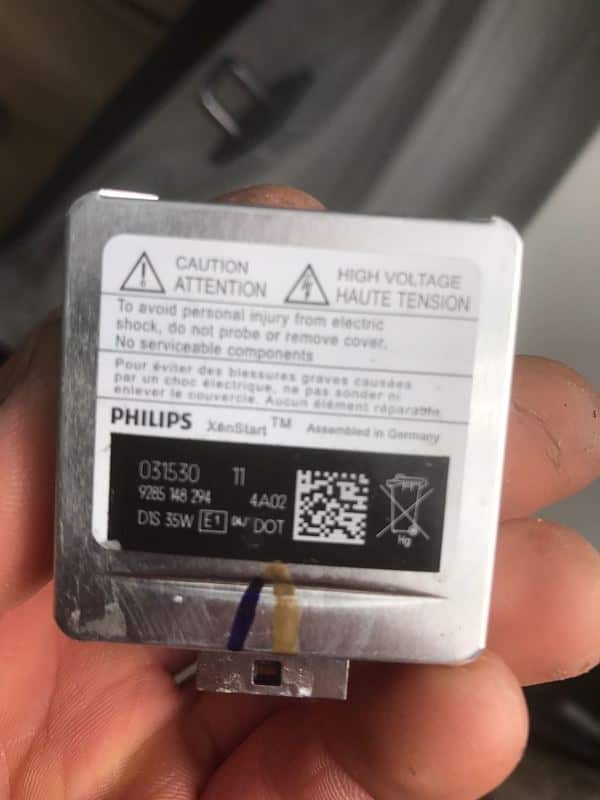 CAUTION
ATTENTION
HIGH VOLTAGE
HAUTE TENSION
To avoid personal injury from electric
shock, do not probe or remove cover.
No serviceable components
Pour éviter des blessures graves causées
par un choc électrique, ne pas sonder ni
enlever le couvercle. Aucun élément réparable.
PHILIPS XenStart TM Assembled in Germany
031530 11
9285 148 294 4A02
D1S 35W E1 DOT
Hg